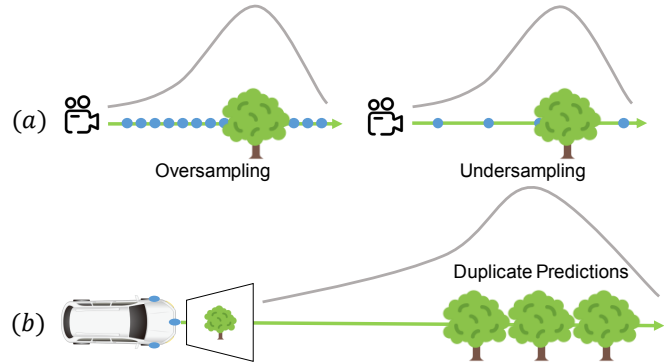 (a)
Oversampling
Undersampling
Duplicate Predictions
(b)